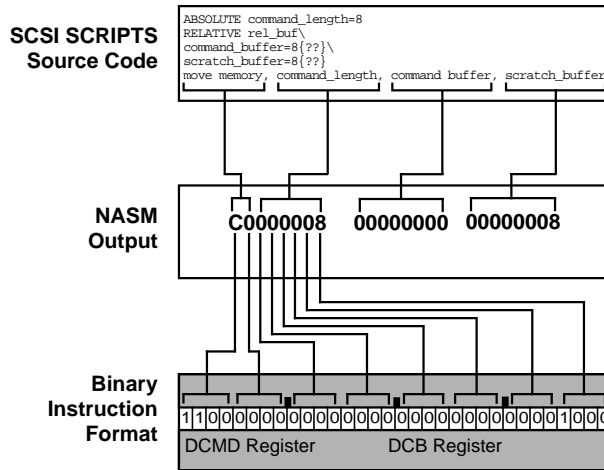 SCSI SCRIPTS
Source Code
ABSOLUTE command_length=8
RELATIVE rel_buf\
command_buffer=8{??}\
scratch_buffer=8{??}
move memory, command_length, command buffer, scratch_buffer
NASM
Output
C0000008 00000000 00000008
Binary
Instruction
Format
11000000000000000000000000001000
DCMD Register DCB Register